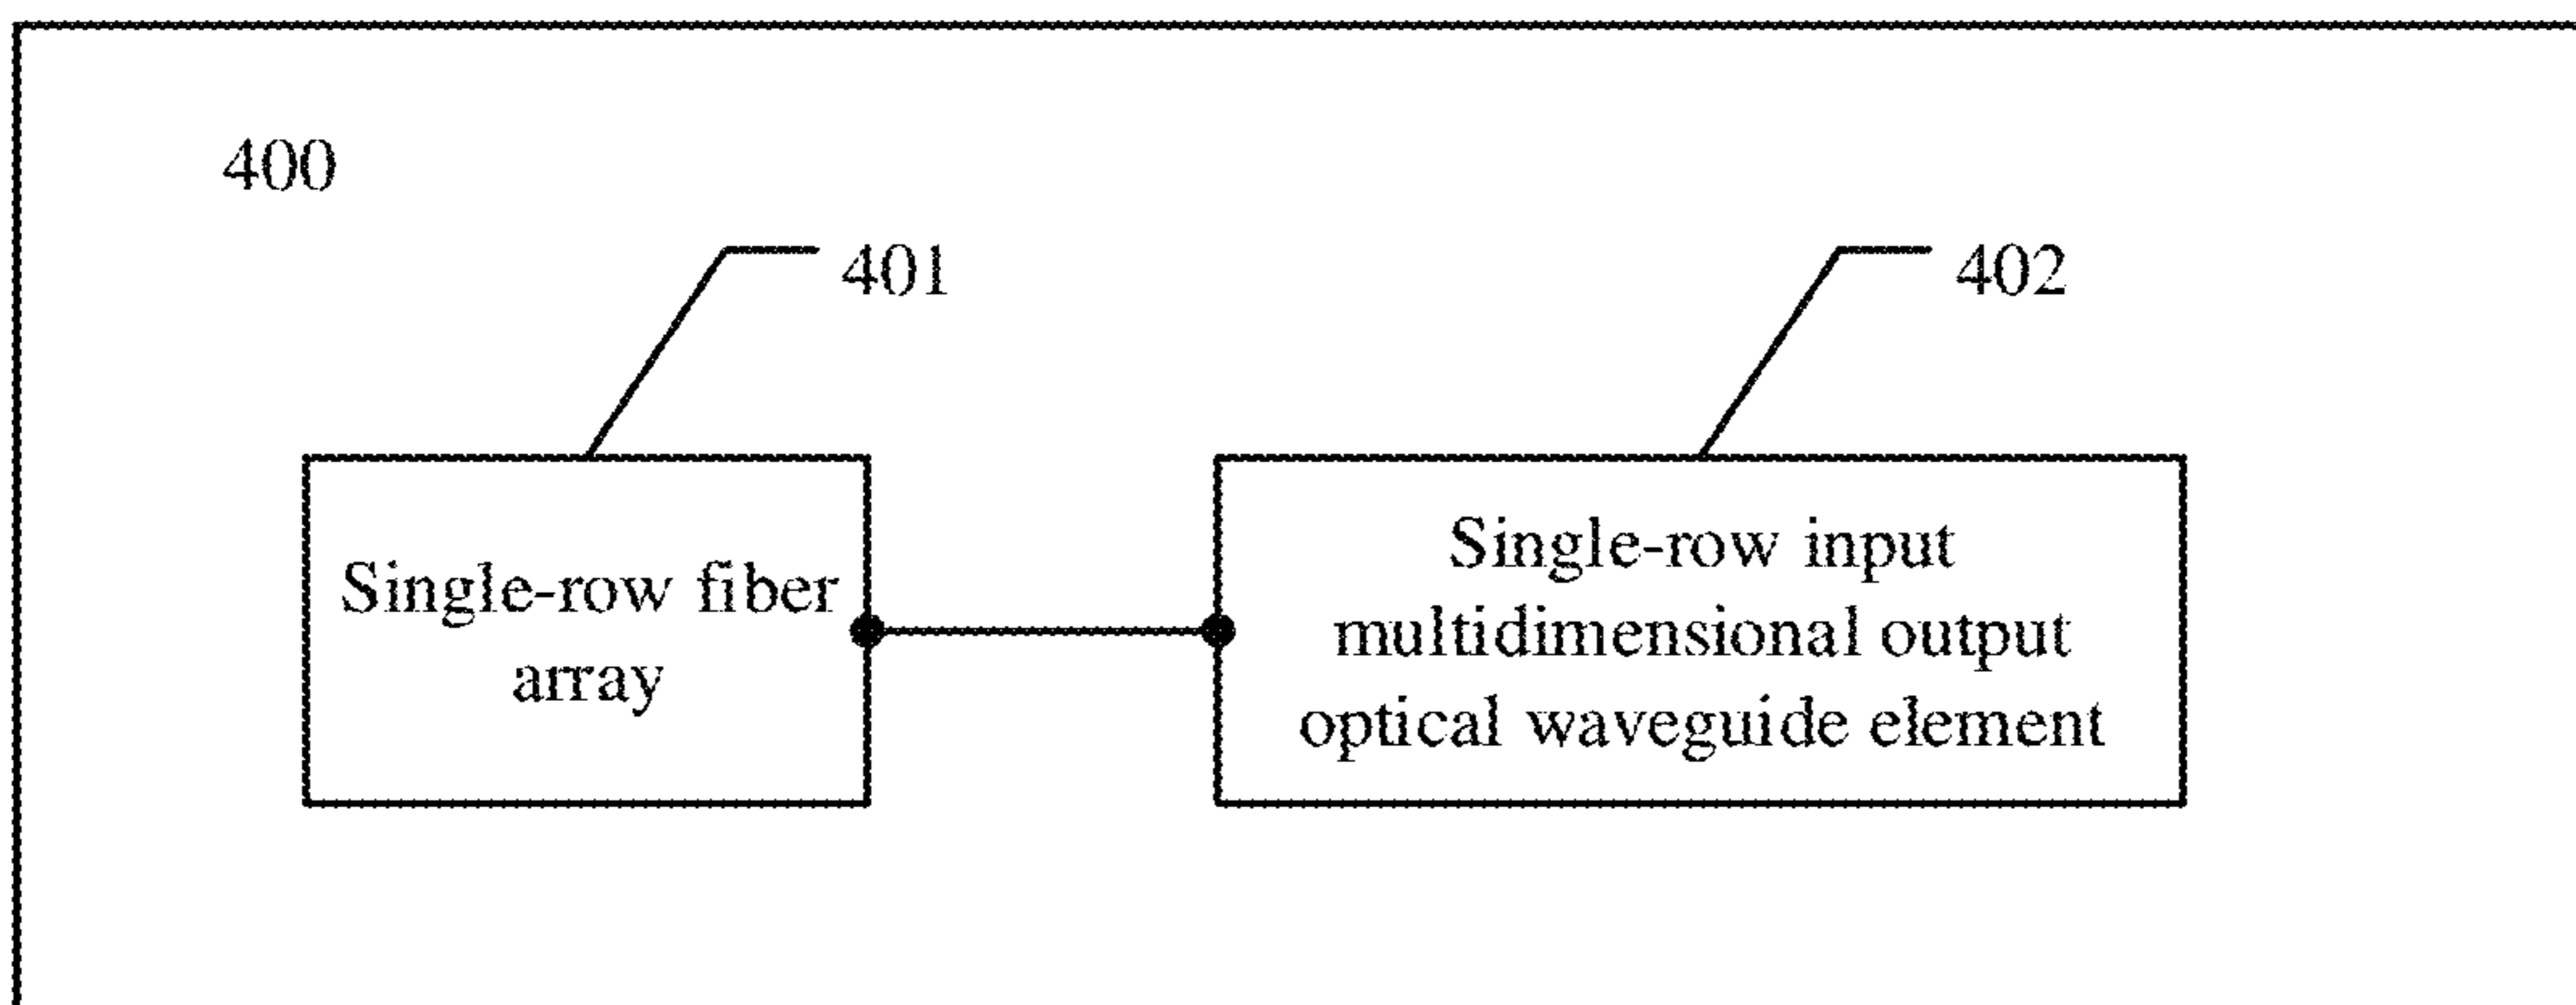 400
401
402
Single-row fiber
array
Single-row input
multidimensional output
optical waveguide element